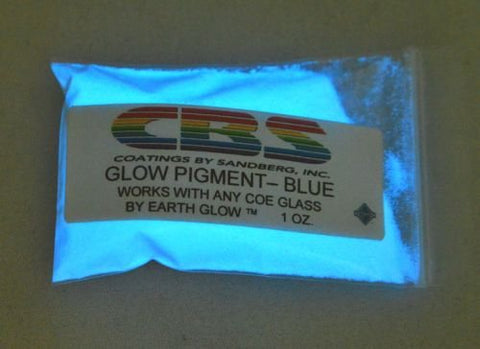 CBS
COATINGS BY SANDBERG, INC.
GLOW PIGMENT– BLUE
WORKS WITH ANY COE GLASS
BY EARTH GLOW ™ 1 OZ.